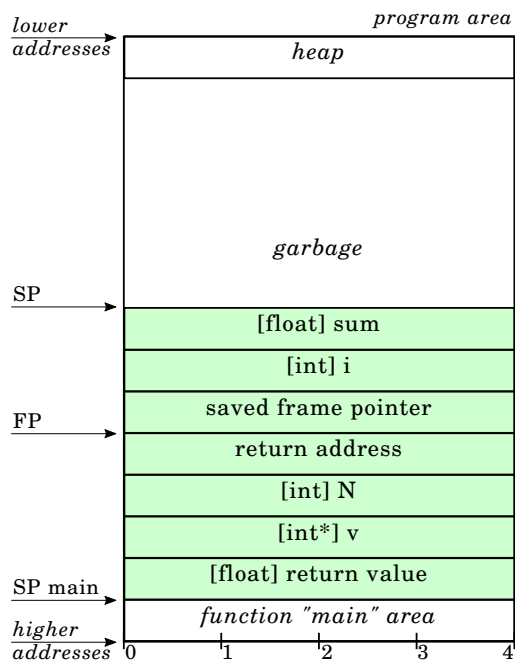 program area
lower
addresses
heap
garbage
SP
[float] sum
[int] i
saved frame pointer
FP
return address
[int] N
[int*] v
[float] return value
SP main
function "main" area
higher
addresses
0 1 2 3 4